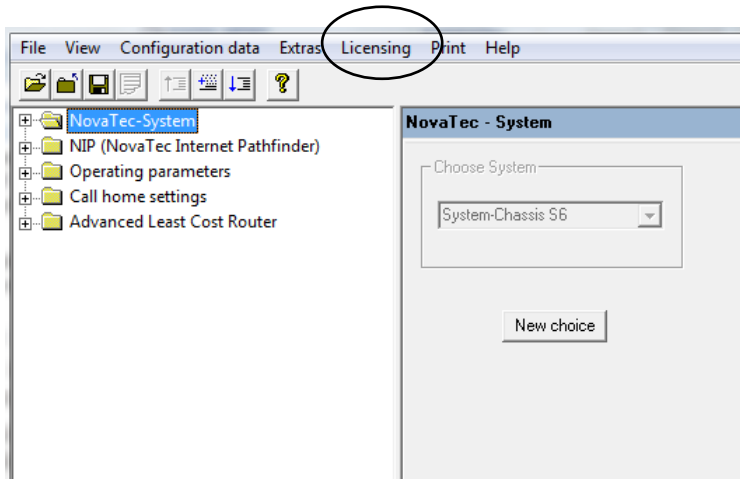 File View Configuration data Extras Licensing Print Help
NovaTec-System
NIP (NovaTec Internet Pathfinder)
Operating parameters
Call home settings
Advanced Least Cost Router
NovaTec - System
Choose System
System-Chassis S6
New choice